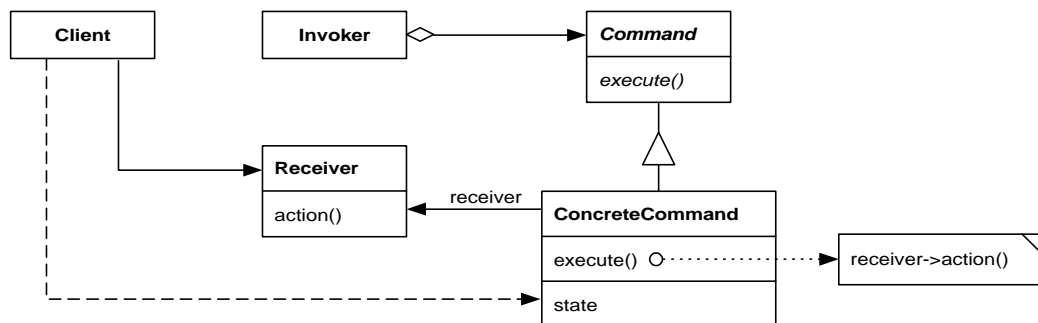 Client
Invoker
Command
execute()
Receiver
action()
receiver
ConcreteCommand
execute()
receiver->action()
state